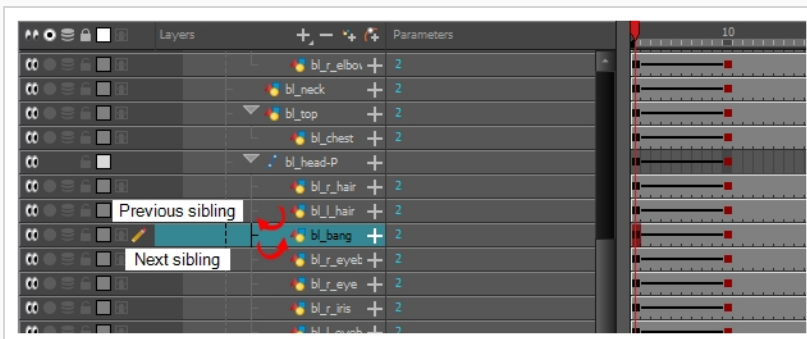 Layers Parameters 10
bl_r_elbov 2
bl_neck 2
bl_top 2
bl_chest 2
bl_head-P
bl_r_hair 2
Previous sibling bl_l_hair 2
bl_bang 2
Next sibling bl_r_eyeb 2
bl_r_eye 2
bl_r_iris 2
2